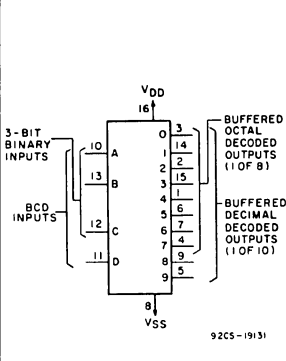 VDD
16
3-BIT
BINARY
INPUTS
BCD
INPUTS
10 A
13 B
12 C
11 D
0 3
1 14
2 2
3 15
4 1
5 6
6 7
7 4
8 9
9 5
BUFFERED
OCTAL
DECODED
OUTPUTS
(1 OF 8)
BUFFERED
DECIMAL
DECODED
OUTPUTS
(1 OF 10)
8
VSS
92CS-19131